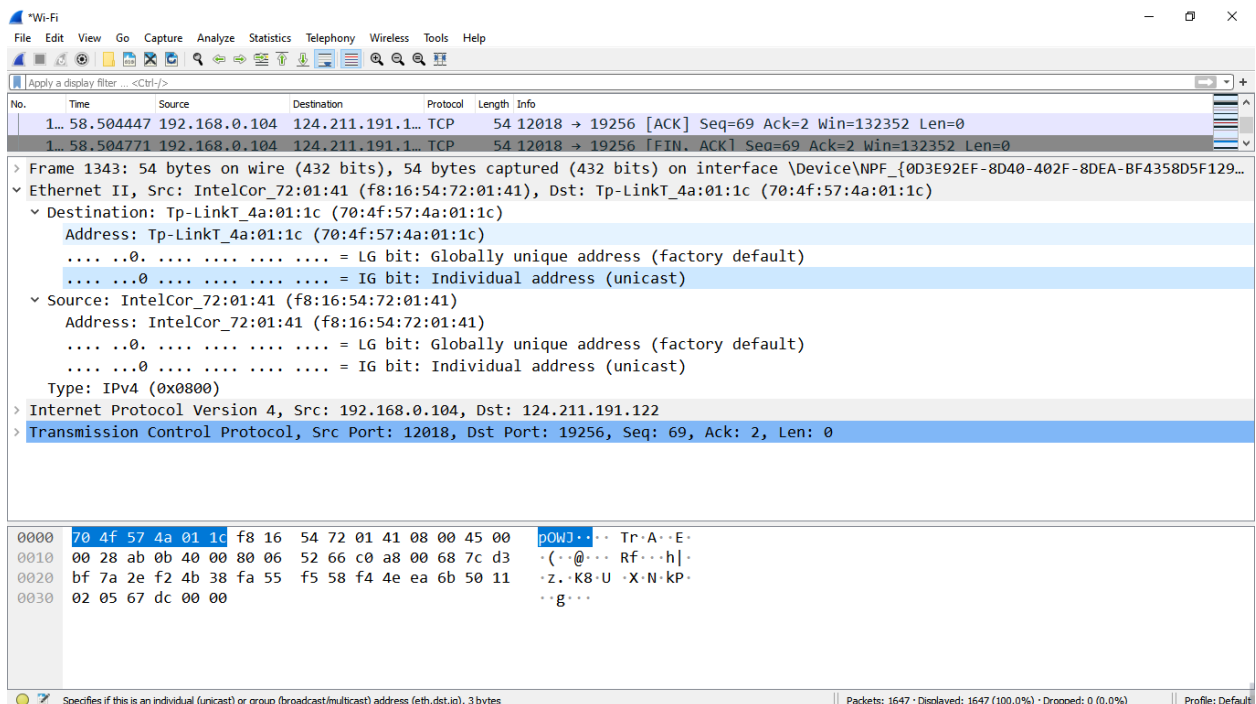 *Wi-Fi
File Edit View Go Capture Analyze Statistics Telephony Wireless Tools Help
Apply a display filter ... <Ctrl-/>
No. Time Source Destination Protocol Length Info
1… 58.504447 192.168.0.104 124.211.191.1… TCP 54 12018 → 19256 [ACK] Seq=69 Ack=2 Win=132352 Len=0
1… 58.504771 192.168.0.104 124.211.191.1… TCP 54 12018 → 19256 [FIN, ACK] Seq=69 Ack=2 Win=132352 Len=0
Frame 1343: 54 bytes on wire (432 bits), 54 bytes captured (432 bits) on interface \Device\NPF_{0D3E92EF-8D40-402F-8DEA-BF4358D5F129…
Ethernet II, Src: IntelCor_72:01:41 (f8:16:54:72:01:41), Dst: Tp-LinkT_4a:01:1c (70:4f:57:4a:01:1c)
Destination: Tp-LinkT_4a:01:1c (70:4f:57:4a:01:1c)
Address: Tp-LinkT_4a:01:1c (70:4f:57:4a:01:1c)
.... ..0. .... .... .... .... = LG bit: Globally unique address (factory default)
.... ...0 .... .... .... .... = IG bit: Individual address (unicast)
Source: IntelCor_72:01:41 (f8:16:54:72:01:41)
Address: IntelCor_72:01:41 (f8:16:54:72:01:41)
.... ..0. .... .... .... .... = LG bit: Globally unique address (factory default)
.... ...0 .... .... .... .... = IG bit: Individual address (unicast)
Type: IPv4 (0x0800)
Internet Protocol Version 4, Src: 192.168.0.104, Dst: 124.211.191.122
Transmission Control Protocol, Src Port: 12018, Dst Port: 19256, Seq: 69, Ack: 2, Len: 0
0000 70 4f 57 4a 01 1c f8 16 54 72 01 41 08 00 45 00 pOWJ···· Tr·A··E·
0010 00 28 ab 0b 40 00 80 06 52 66 c0 a8 00 68 7c d3 ·(··@··· Rf···h|·
0020 bf 7a 2e f2 4b 38 fa 55 f5 58 f4 4e ea 6b 50 11 ·z.·K8·U ·X·N·kP·
0030 02 05 67 dc 00 00 ··g···
Specifies if this is an individual (unicast) or group (broadcast/multicast) address (eth.dst.ig), 3 bytes Packets: 1647 · Displayed: 1647 (100.0%) · Dropped: 0 (0.0%) Profile: Default